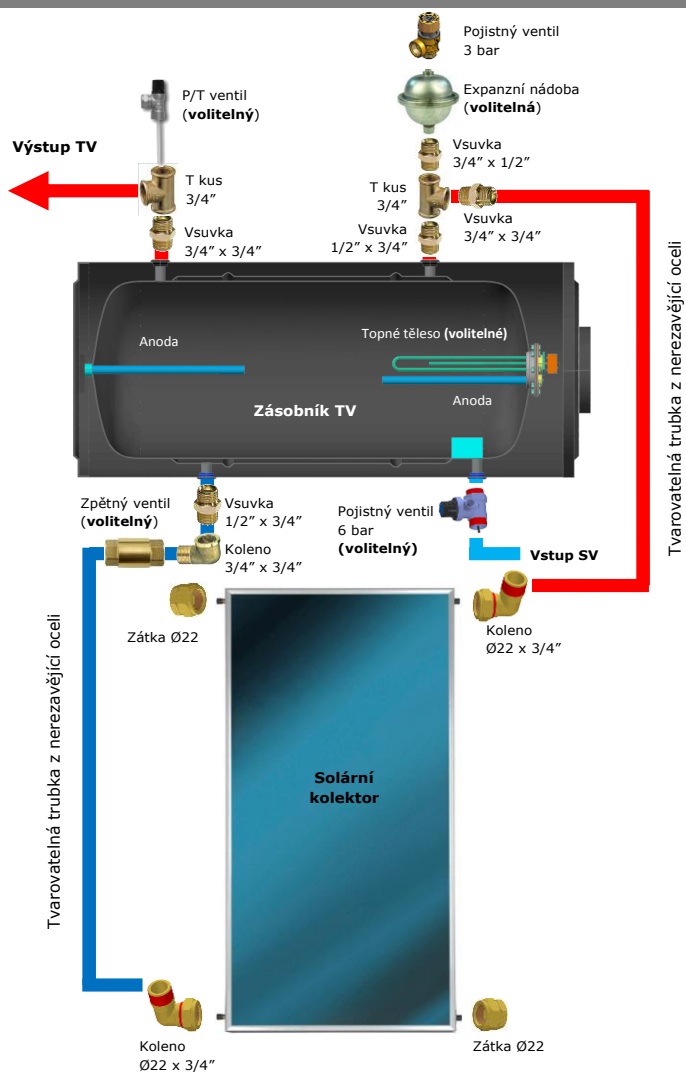 Pojistný ventil
3 bar
P/T ventil
(volitelný)
Expanzní nádoba
(volitelná)
Výstup TV
Vsuvka
3/4” x 1/2”
T kus
3/4”
T kus
3/4”
Vsuvka
3/4” x 3/4”
Vsuvka
3/4” x 3/4”
Vsuvka
1/2” x 3/4”
Tvarovatelná trubka z nerezavějící oceli
Anoda
Topné těleso (volitelné)
Anoda
Zásobník TV
Zpětný ventil
(volitelný)
Vsuvka
1/2” x 3/4”
Pojistný ventil
6 bar
(volitelný)
Koleno
3/4” x 3/4”
Vstup SV
Zátka Ø22
Koleno
Ø22 x 3/4”
Tvarovatelná trubka z nerezavějící oceli
Solární
kolektor
Koleno
Ø22 x 3/4”
Zátka Ø22